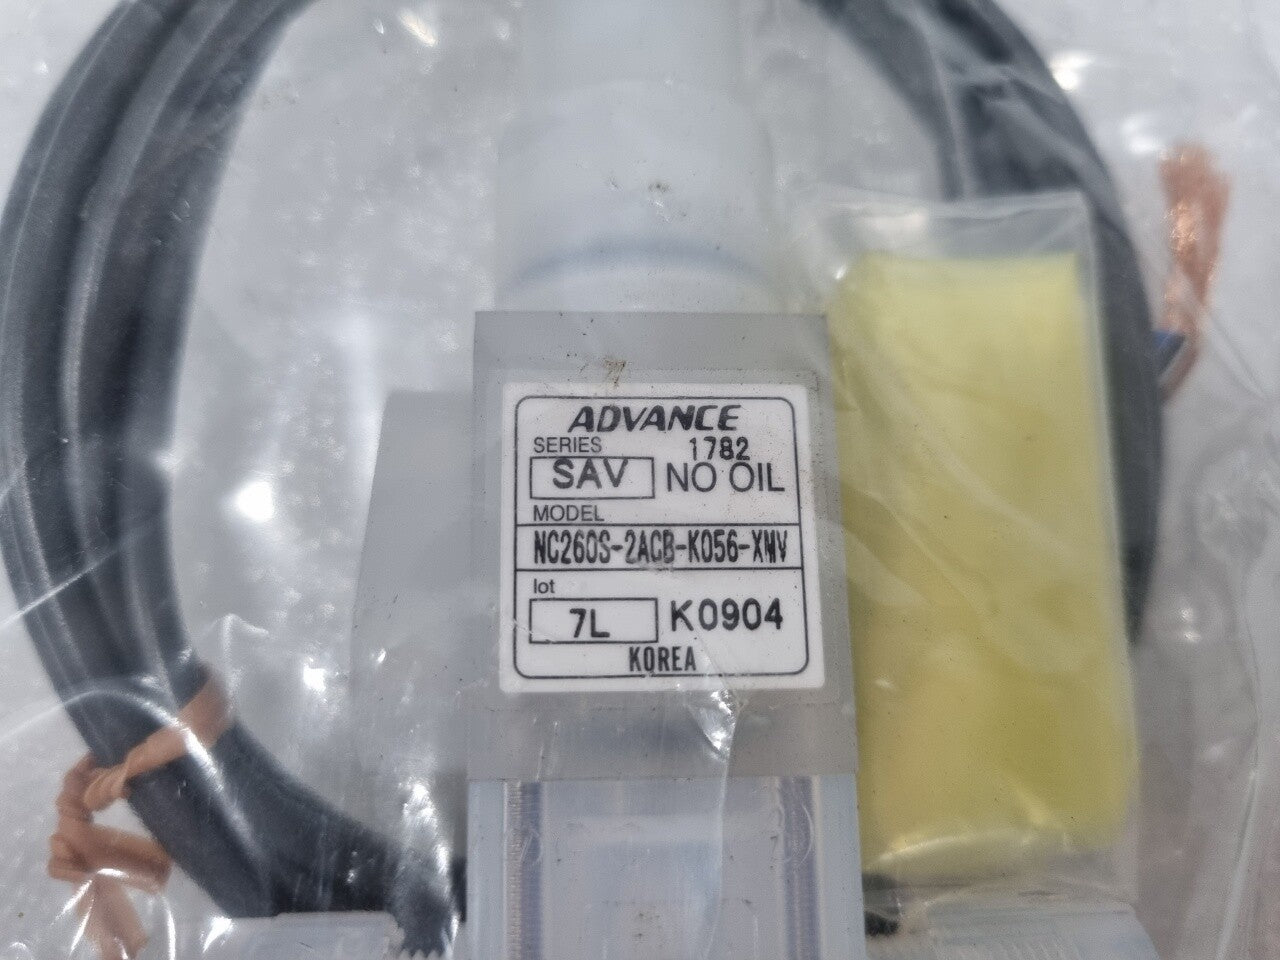 ADVANCE
SERIES 1782
SAV NO OIL
MODEL
NC260S-2ACB-K056-XMV
lot
7L K0904
KOREA